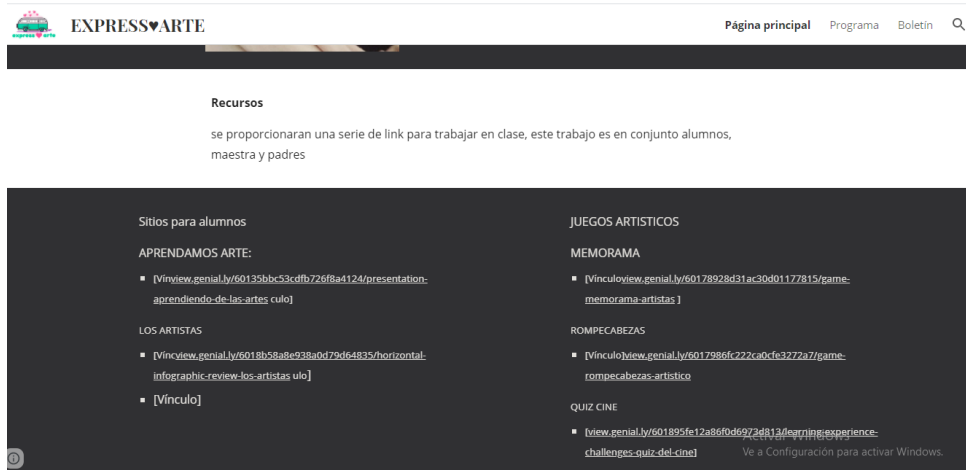 express♥arte
EXPRESS♥ARTE
Página principal
Programa
Boletín
Recursos
se proporcionaran una serie de link para trabajar en clase, este trabajo es en conjunto alumnos,
maestra y padres
Sitios para alumnos
APRENDAMOS ARTE:
[Vínview.genial.ly/60135bbc53cdfb726f8a4124/presentation-
aprendiendo-de-las-artes culo]
LOS ARTISTAS
[Víncview.genial.ly/6018b58a8e938a0d79d64835/horizontal-
infographic-review-los-artistas ulo]
[Vínculo]
JUEGOS ARTISTICOS
MEMORAMA
[Vínculoview.genial.ly/60178928d31ac30d01177815/game-
memorama-artistas ]
ROMPECABEZAS
[Vínculo]view.genial.ly/6017986fc222ca0cfe3272a7/game-
rompecabezas-artistico
QUIZ CINE
[view.genial.ly/601895fe12a86f0d6973d813/learning-experience-
challenges-quiz-del-cine]
Activar Windows
Ve a Configuración para activar Windows.